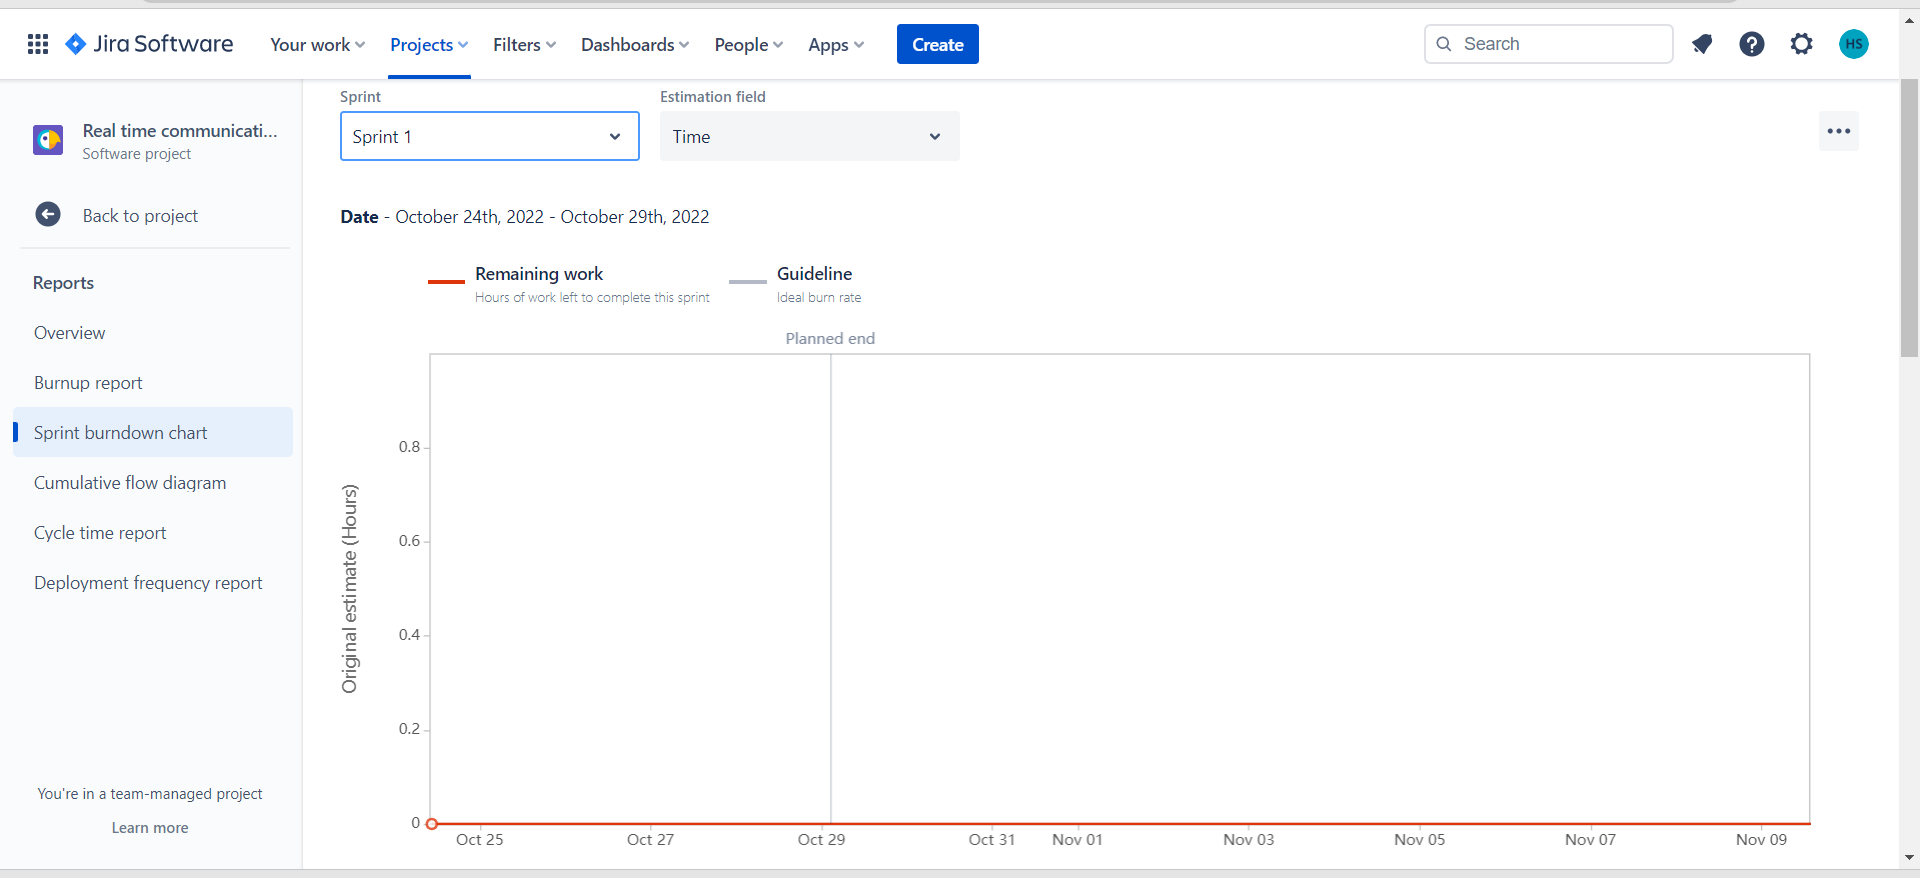 Jira Software
Your work
Projects
Filters
Dashboards
People
Apps
Create
Search
HS
Real time communicati...
Software project
Back to project
Reports
Overview
Burnup report
Sprint burndown chart
Cumulative flow diagram
Cycle time report
Deployment frequency report
You're in a team-managed project
Learn more
Sprint
Estimation field
Sprint 1
Time
Date - October 24th, 2022 - October 29th, 2022
Remaining work
Hours of work left to complete this sprint
Guideline
Ideal burn rate
Planned end
Original estimate (Hours)
0.8
0.6
0.4
0.2
0
Oct 25
Oct 27
Oct 29
Oct 31
Nov 01
Nov 03
Nov 05
Nov 07
Nov 09